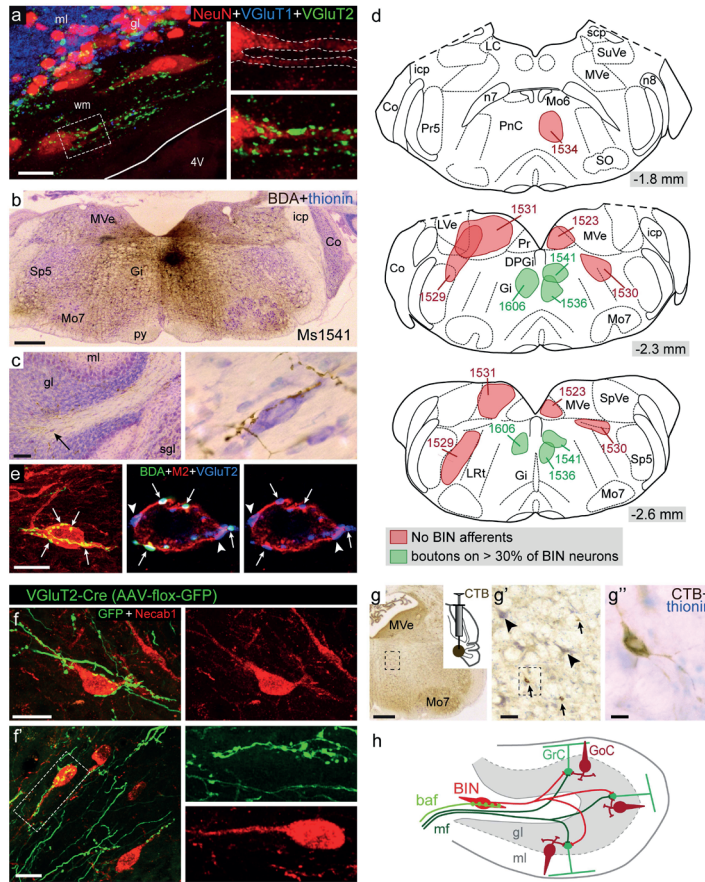 a
NeuN+VGluT1+VGluT2
ml
gl
wm
4V
b
BDA+thionin
MVe
icp
Co
Sp5
Gi
Mo7
py
Ms1541
c
ml
gl
sgl
e
BDA+M2+VGluT2
VGluT2-Cre (AAV-flox-GFP)
f
GFP + Necab1
f'
d
scp
LC
SuVe
icp
MVe
n7
n8
Co
Mo6
Pr5
PnC
1534
SO
-1.8 mm
1531
1523
LVe
MVe
icp
Pr
DPGi
1541
Co
Gi
1529
1606
1536
1530
Mo7
-2.3 mm
1531
1523
MVe
SpVe
1606
1529
1530
1541
Sp5
LRt
1536
Gi
Mo7
-2.6 mm
No BIN afferents
boutons on > 30% of BIN neurons
g
CTB
MVe
Mo7
g'
g''
CTB+
thionin
h
GrC
GoC
BIN
baf
mf
gl
ml